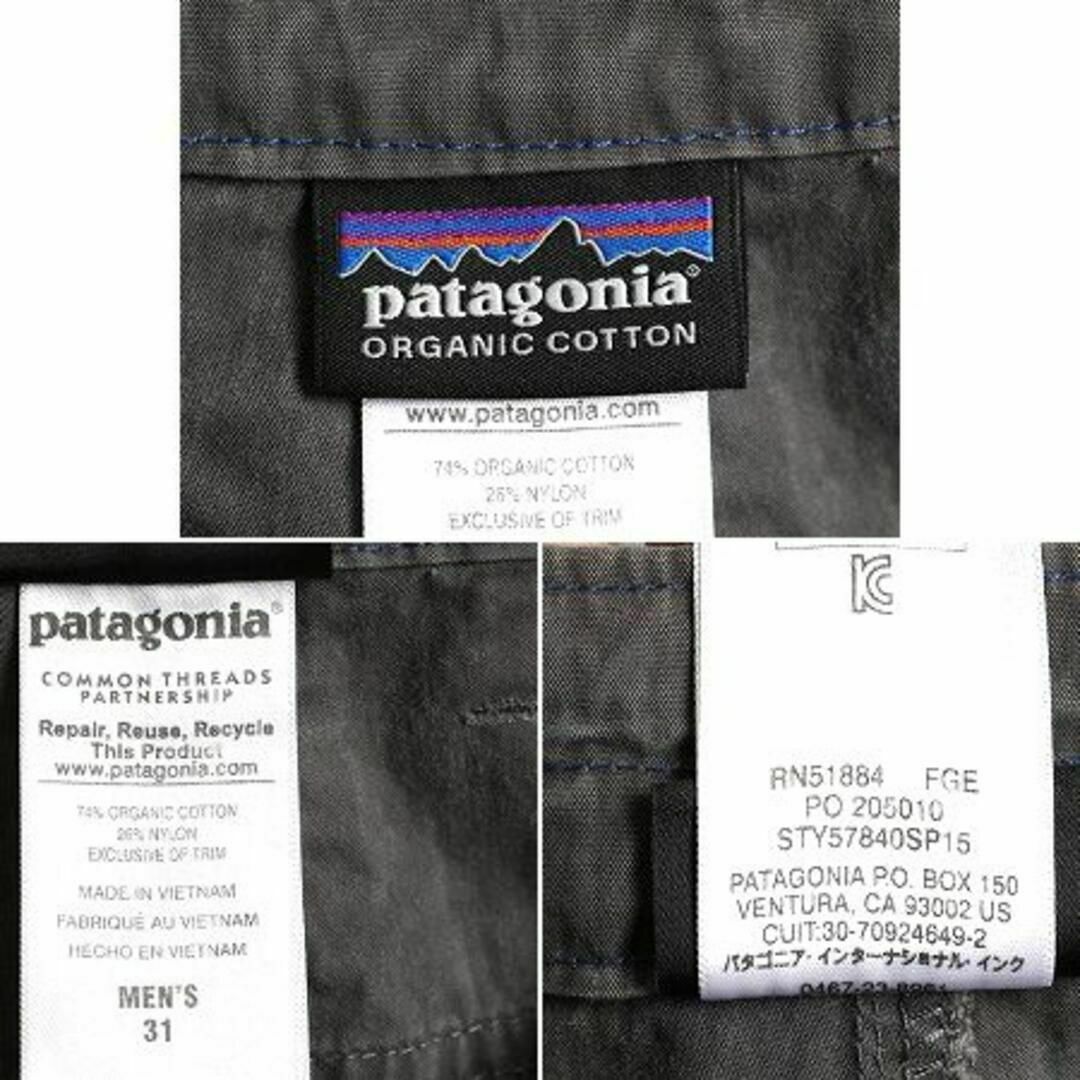 patagonia®
ORGANIC COTTON
www.patagonia.com
74% ORGANIC COTTON
26% NYLON
EXCLUSIVE OF TRIM
patagonia®
COMMON THREADS
PARTNERSHIP
Repair, Reuse, Recycle
This Product
www.patagonia.com
74% ORGANIC COTTON
26% NYLON
EXCLUSIVE OF TRIM
MADE IN VIETNAM
FABRIQUÉ AU VIETNAM
HECHO EN VIETNAM
MEN'S
31
RN51884 FGE
PO 205010
STY57840SP15
PATAGONIA P.O. BOX 150
VENTURA, CA 93002 US
CUIT:30-70924649-2
パタゴニア・インターナショナル・インク